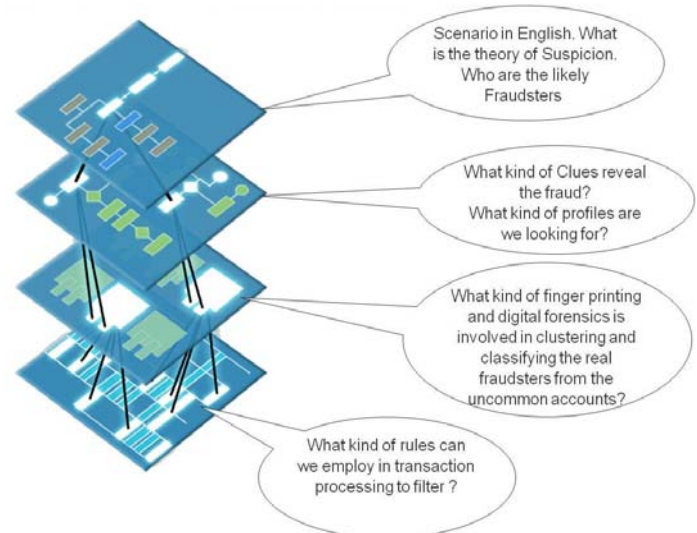 Scenario in English. What
is the theory of Suspicion.
Who are the likely
Fraudsters
What kind of Clues reveal
the fraud?
What kind of profiles are
we looking for?
What kind of finger printing
and digital forensics is
involved in clustering and
classifying the real
fraudsters from the
uncommon accounts?
What kind of rules can
we employ in transaction
processing to filter ?